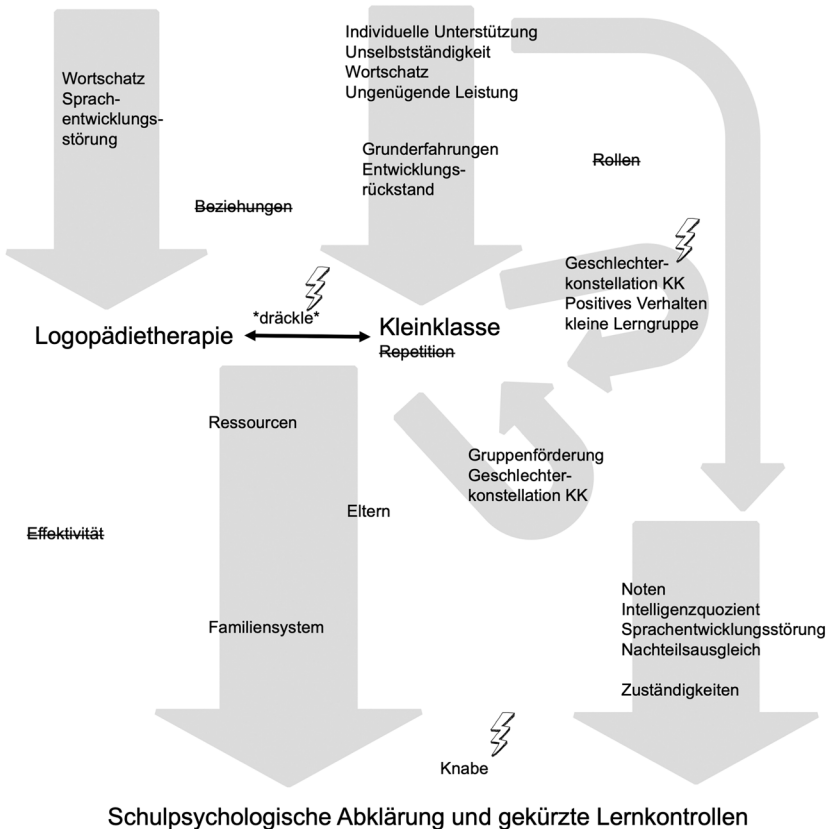 Individuelle Unterstützung
Unselbstständigkeit
Wortschatz
Ungenügende Leistung
Wortschatz
Sprach-
entwicklungs-
störung
Grunderfahrungen
Entwicklungs-
rückstand
Rollen
Beziehungen
Geschlechter-
konstellation KK
Positives Verhalten
kleine Lerngruppe
*dräckle*
Logopädietherapie
Kleinklasse
Repetition
Ressourcen
Gruppenförderung
Geschlechter-
konstellation KK
Eltern
Effektivität
Noten
Intelligenzquozient
Sprachentwicklungsstörung
Nachteilsausgleich
Familiensystem
Zuständigkeiten
Knabe
Schulpsychologische Abklärung und gekürzte Lernkontrollen